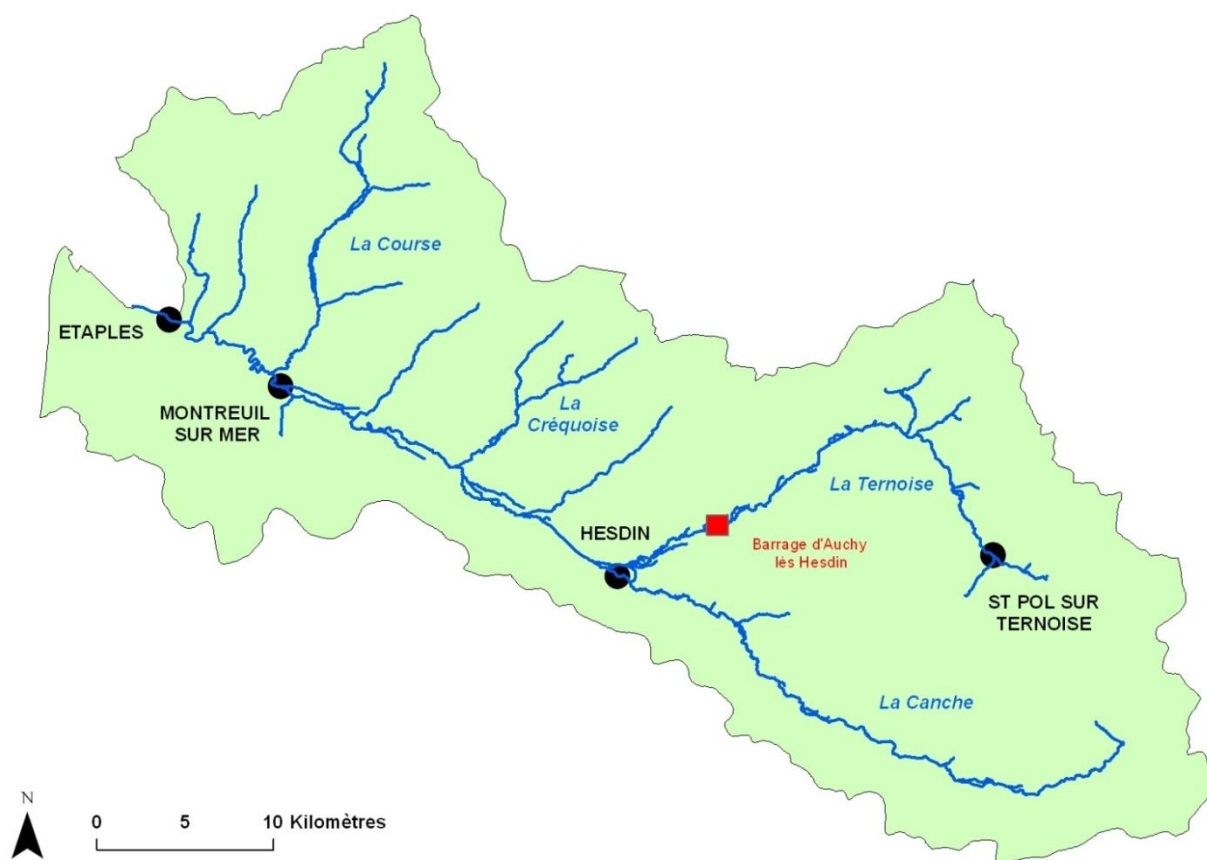 La Course
ETAPLES
MONTREUIL
SUR MER
La
Créquoise
La Ternoise
HESDIN
Barrage d'Auchy
lés Hesdin
ST POL SUR
TERNOISE
La Canche
N
0 5 10 Kilomètres